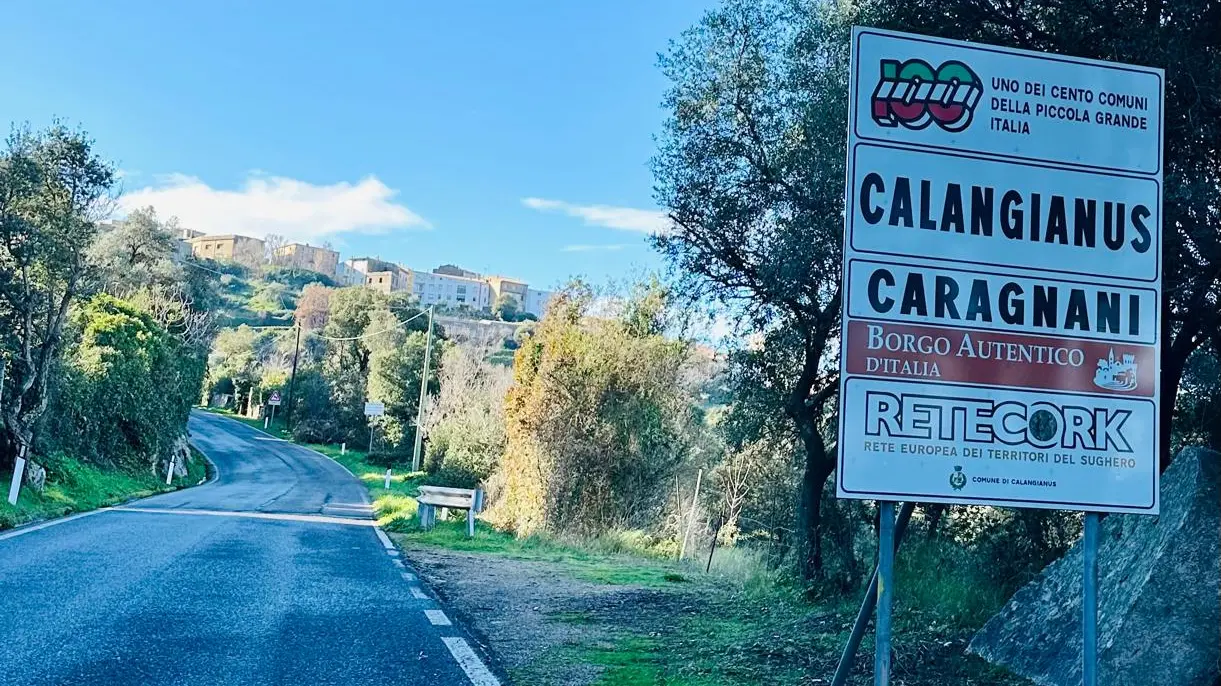 100
UNO DEI CENTO COMUNI
DELLA PICCOLA GRANDE
ITALIA
CALANGIANUS
CARAGNANI
BORGO AUTENTICO
D'ITALIA
RETECORK
RETE EUROPEA DEI TERRITORI DEL SUGHERO
COMUNE DI CALANGIANUS